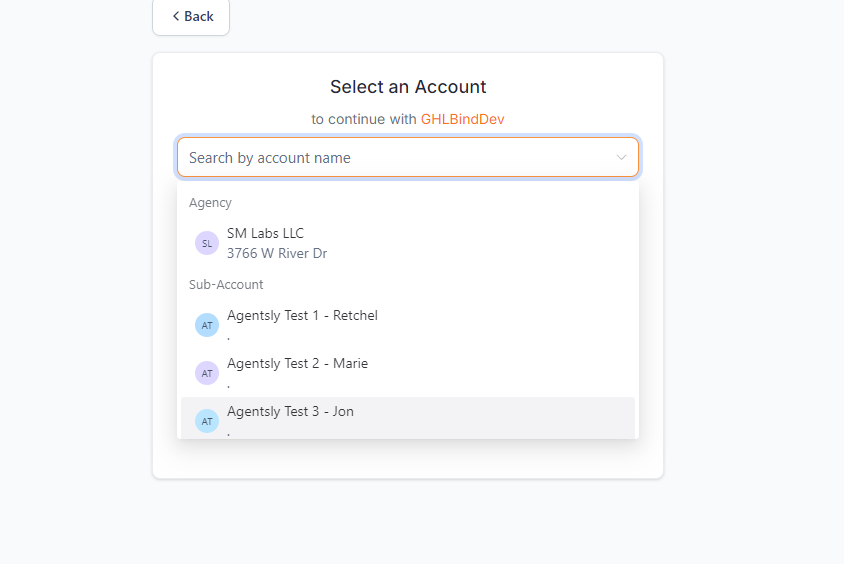 Back
Select an Account
to continue with GHLBindDev
Search by account name
Agency
SL
SM Labs LLC
3766 W River Dr
Sub-Account
AT
Agentsly Test 1 - Retchel
.
AT
Agentsly Test 2 - Marie
.
AT
Agentsly Test 3 - Jon
.